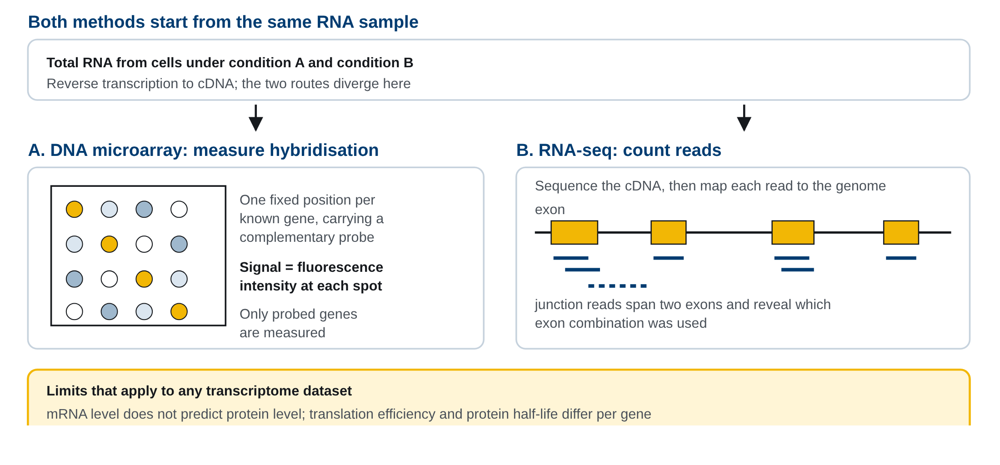 Both methods start from the same RNA sample
Total RNA from cells under condition A and condition B
Reverse transcription to cDNA; the two routes diverge here
A. DNA microarray: measure hybridisation
One fixed position per
known gene, carrying a
complementary probe
Signal = fluorescence
intensity at each spot
Only probed genes
are measured
B. RNA-seq: count reads
Sequence the cDNA, then map each read to the genome
exon
junction reads span two exons and reveal which
exon combination was used
Limits that apply to any transcriptome dataset
mRNA level does not predict protein level; translation efficiency and protein half-life differ per gene